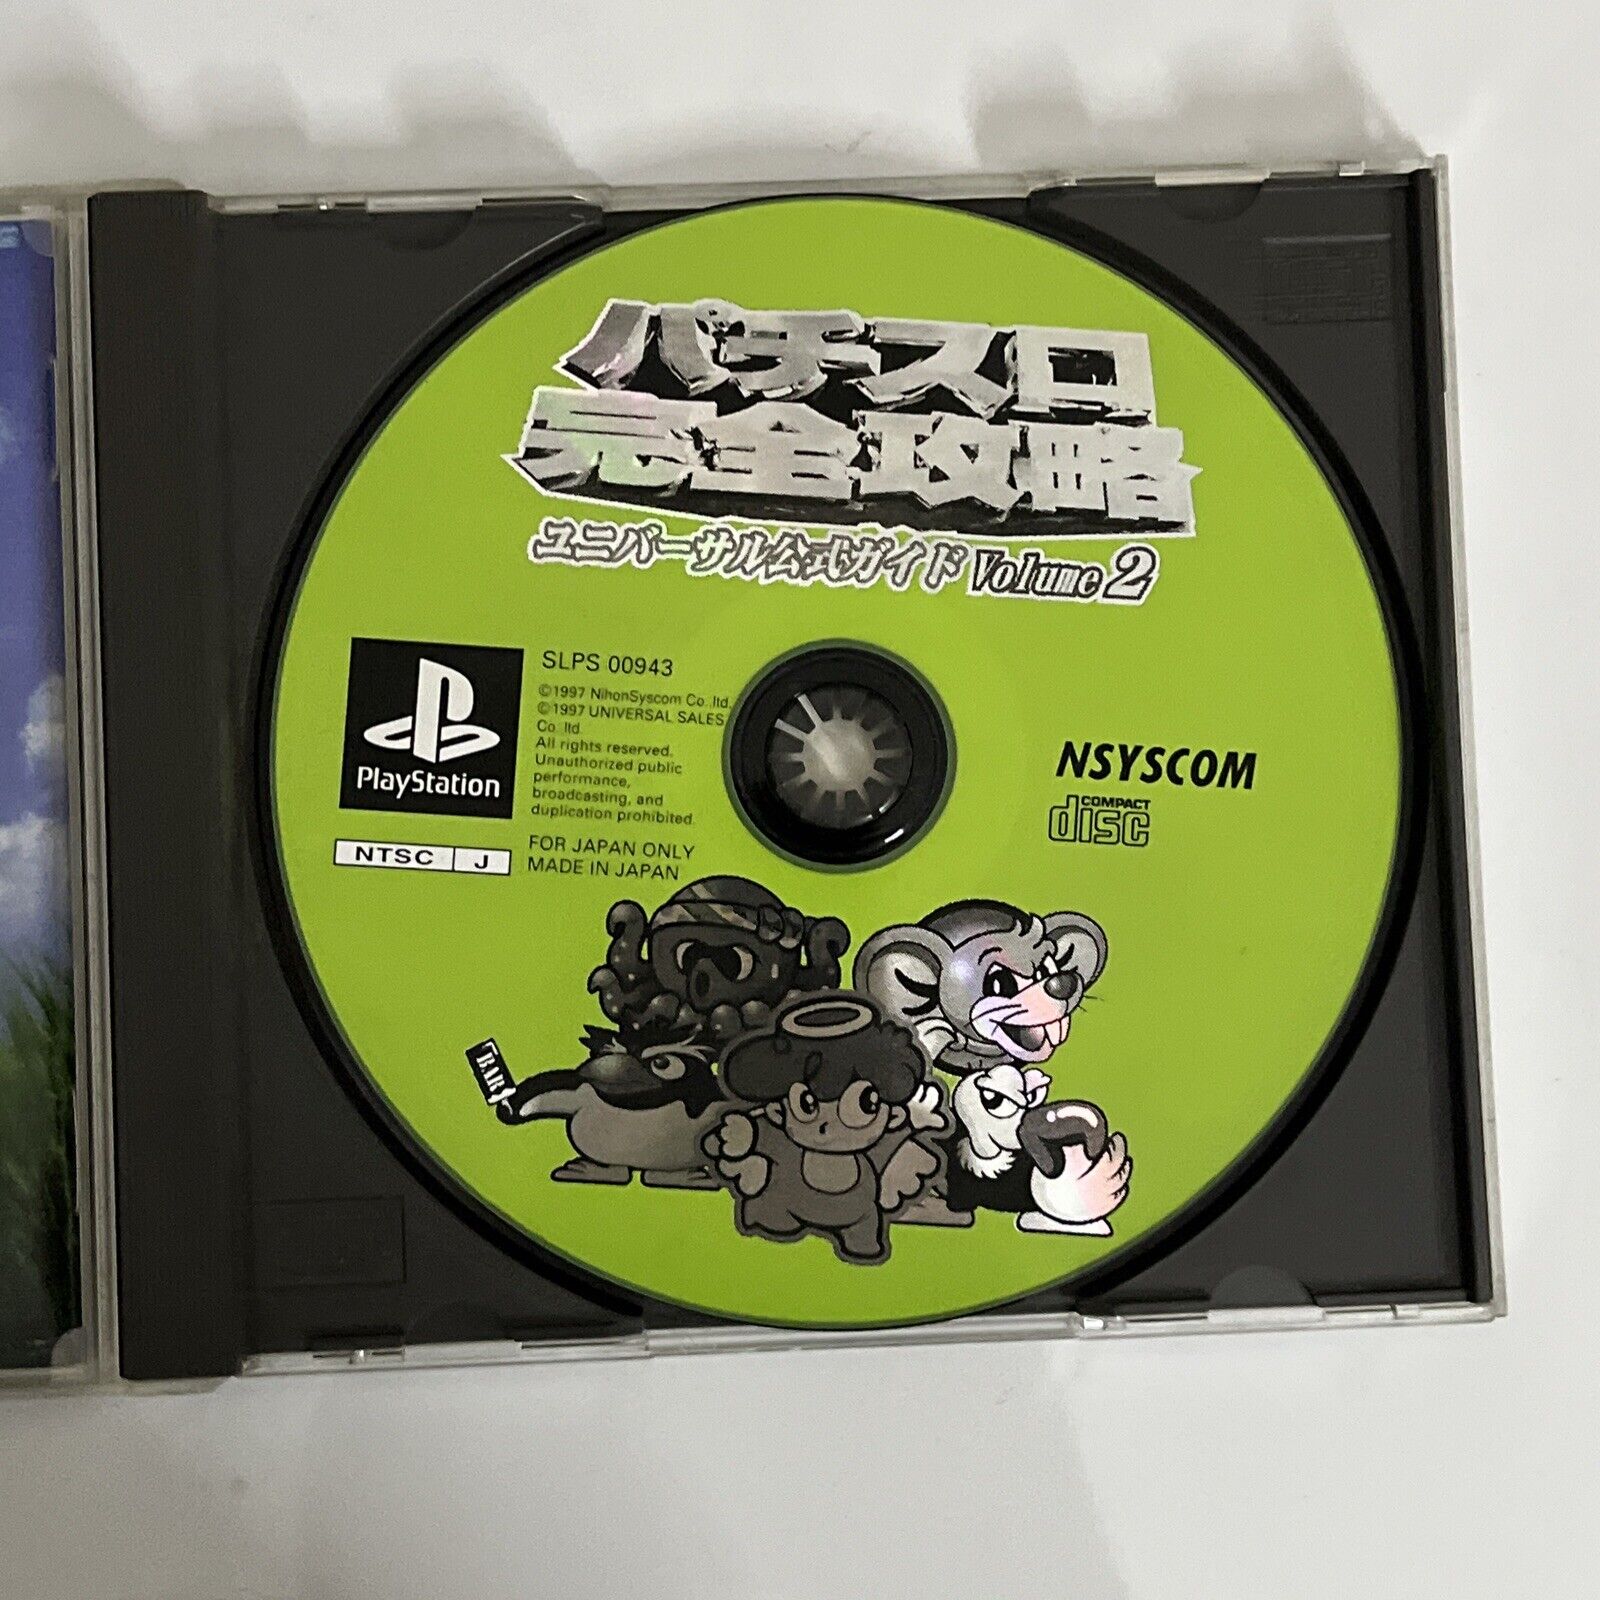 パチスロ
完全攻略
ユニバーサル公式ガイド Volume 2
PlayStation
NTSC J
SLPS 00943
©1997 NihonSyscom Co.,ltd.
©1997 UNIVERSAL SALES
Co.,ltd.
All rights reserved.
Unauthorized public
performance,
broadcasting, and
duplication prohibited.
FOR JAPAN ONLY
MADE IN JAPAN
NSYSCOM
COMPACT
disc
BAR